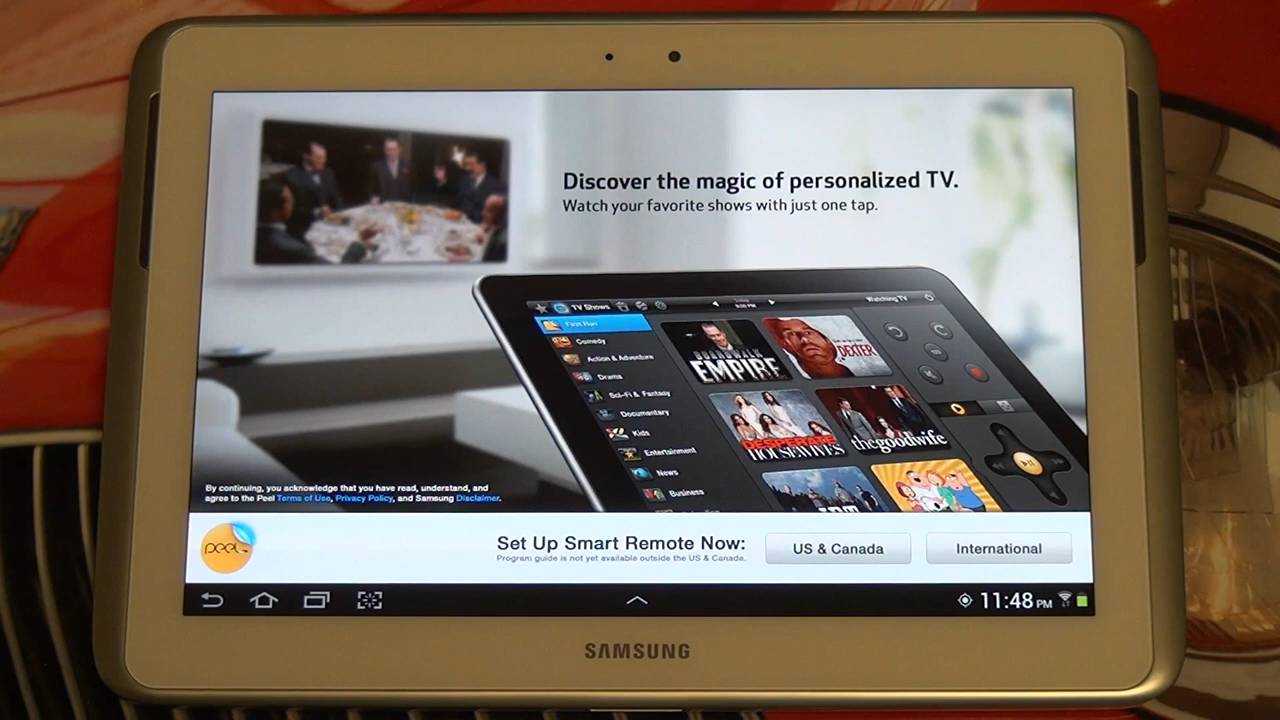 Discover the magic of personalized TV.
Watch your favorite shows with just one tap.
TV Shows
Today
9:00 PM
Watching TV
First Run
Comedy
Action & Adventure
Drama
Sci-Fi & Fantasy
Documentary
Kids
Entertainment
News
Business
BOARDWALK
EMPIRE
DEXTER
DESPERATE
HOUSEWIVES
thegoodwife
By continuing, you acknowledge that you have read, understand, and
agree to the Peel Terms of Use, Privacy Policy, and Samsung Disclaimer.
peel
Set Up Smart Remote Now:
Program guide is not yet available outside the US & Canada.
US & Canada
International
11:48 PM
SAMSUNG